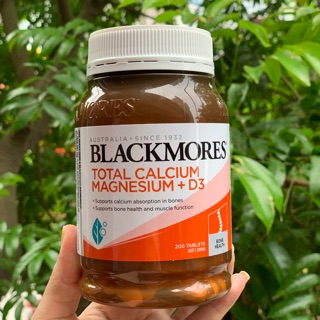 AUSTRALIA • SINCE 1932
BLACKMORES
TOTAL CALCIUM
MAGNESIUM + D3
• Supports calcium absorption in bones
• Supports bone health and muscle function
200 TABLETS
BONE
HEALTH